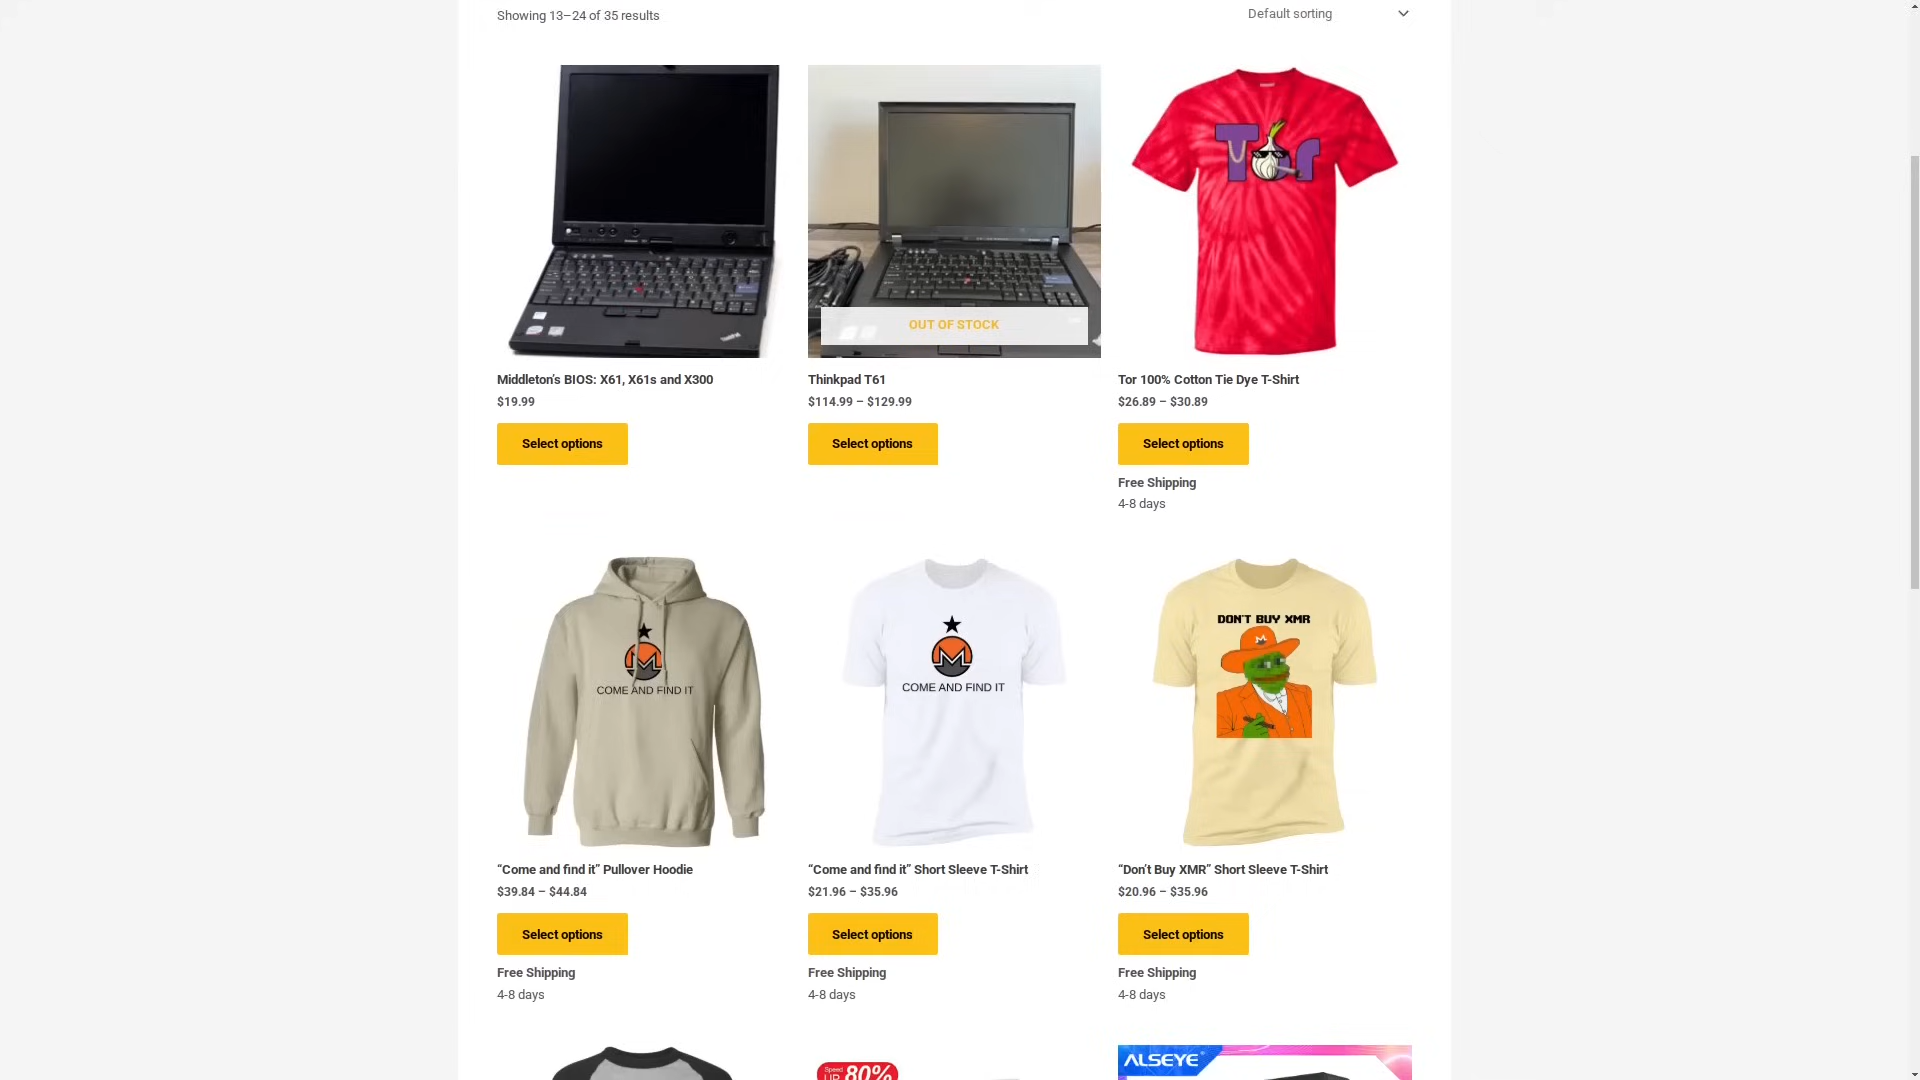 Showing 13–24 of 35 results
Default sorting
Tor
OUT OF STOCK
Middleton’s BIOS: X61, X61s and X300
$19.99
Select options
Thinkpad T61
$114.99 – $129.99
Select options
Tor 100% Cotton Tie Dye T-Shirt
$26.89 – $30.89
Select options
Free Shipping
4-8 days
COME AND FIND IT
COME AND FIND IT
DON'T BUY XMR
“Come and find it” Pullover Hoodie
$39.84 – $44.84
Select options
Free Shipping
4-8 days
“Come and find it” Short Sleeve T-Shirt
$21.96 – $35.96
Select options
Free Shipping
4-8 days
“Don’t Buy XMR” Short Sleeve T-Shirt
$20.96 – $35.96
Select options
Free Shipping
4-8 days
Speed
UP 80%
ALSEYE